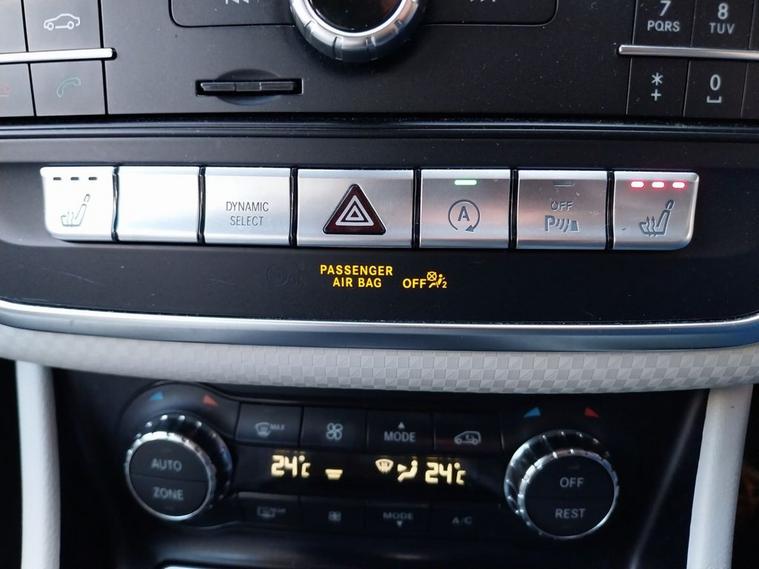 7
PQRS
8
TUV
*
+
0
DYNAMIC
SELECT
A
OFF
P
PASSENGER
AIR BAG OFF 2
MAX
MODE
AUTO
ZONE
24°C
24°C
OFF
REST
MODE
A/C